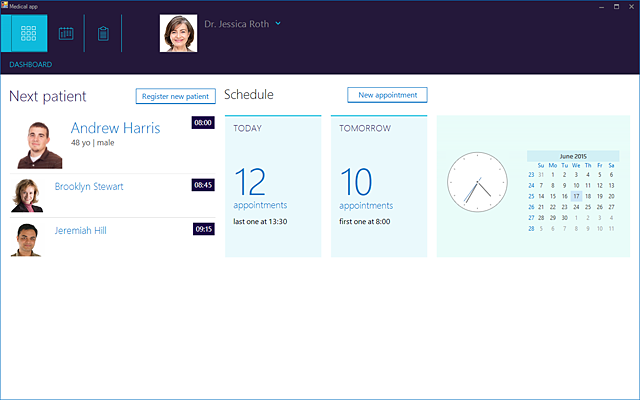 Medical app
Dr. Jessica Roth
DASHBOARD
Next patient
Register new patient
Andrew Harris
48 yo | male
08:00
Brooklyn Stewart
08:45
Jeremiah Hill
09:15
Schedule
New appointment
TODAY
12
appointments
last one at 13:30
TOMORROW
10
appointments
first one at 8:00
June 2015
Su Mo Tu We Th Fr Sa
23 31 1 2 3 4 5 6
24 7 8 9 10 11 12 13
25 14 15 16 17 18 19 20
26 21 22 23 24 25 26 27
27 28 29 30 1 2 3 4
28 5 6 7 8 9 10 11